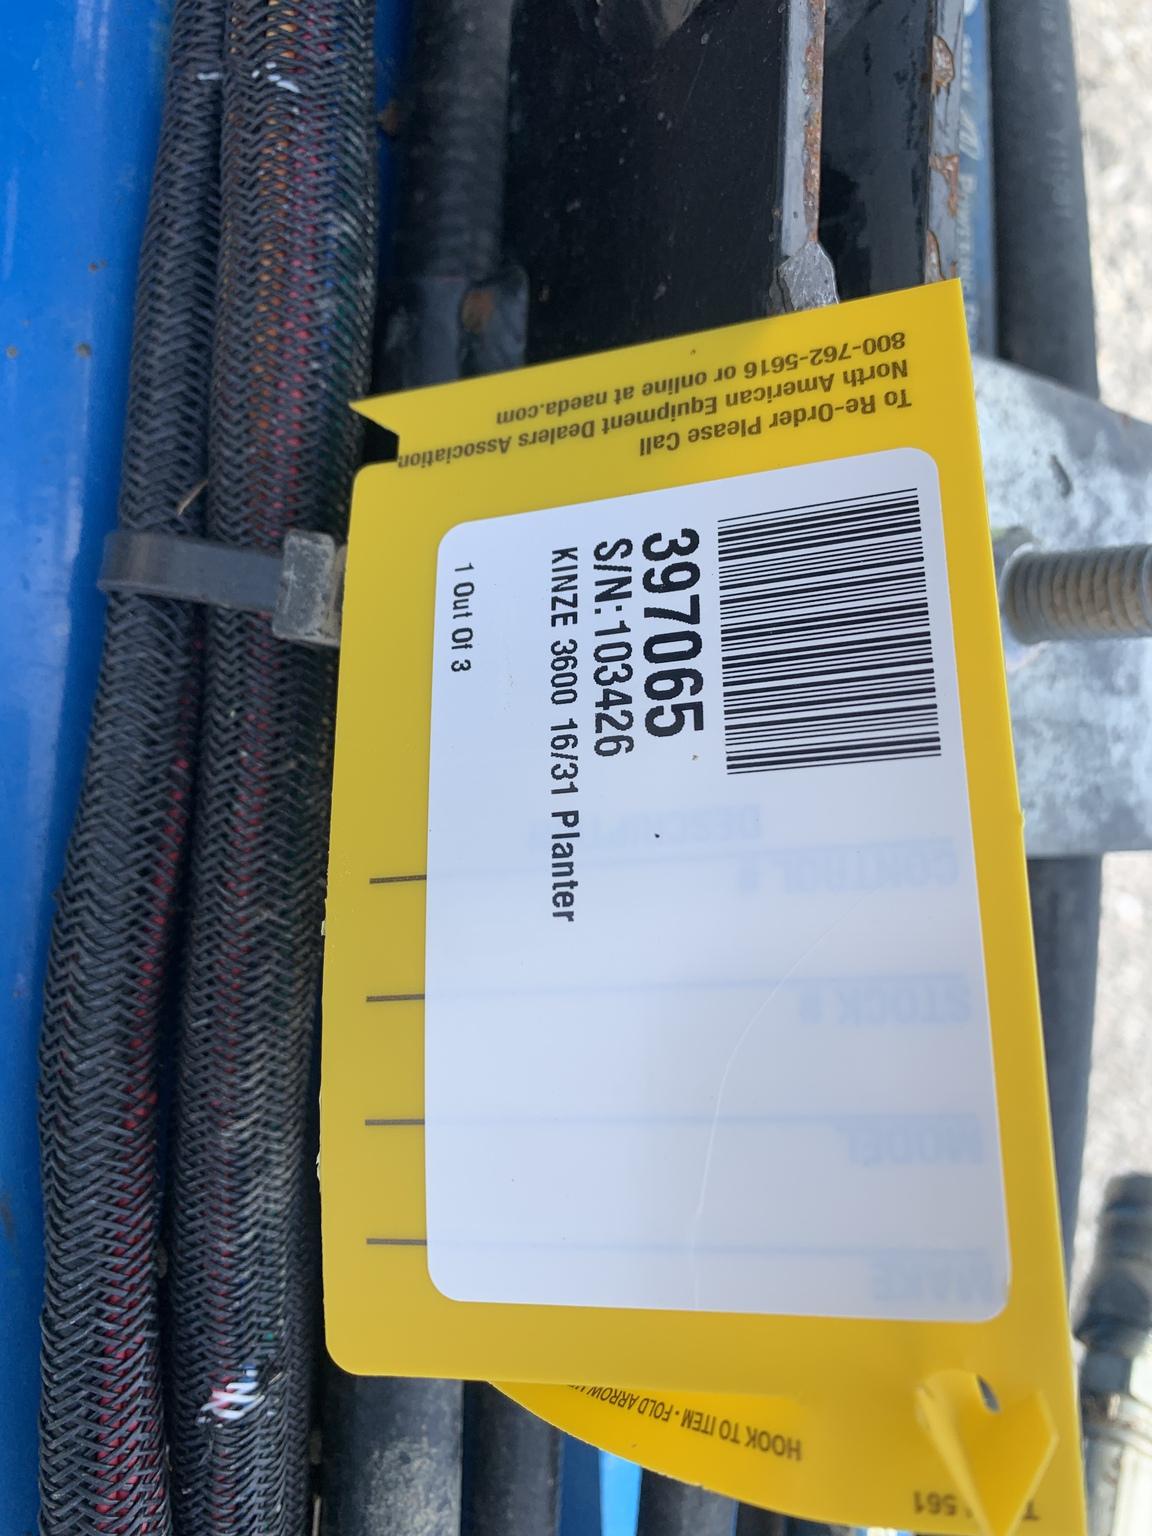 397065
S/N: 103426
KINZE 3600 16/31 Planter
1 Out Of 3
To Re-Order Please Call
North American Equipment Dealers Association
800-762-5616 or online at naeda.com
MAKE
MODEL
STOCK #
CONTROL #
HOOK TO ITEM • FOLD ARROW
561